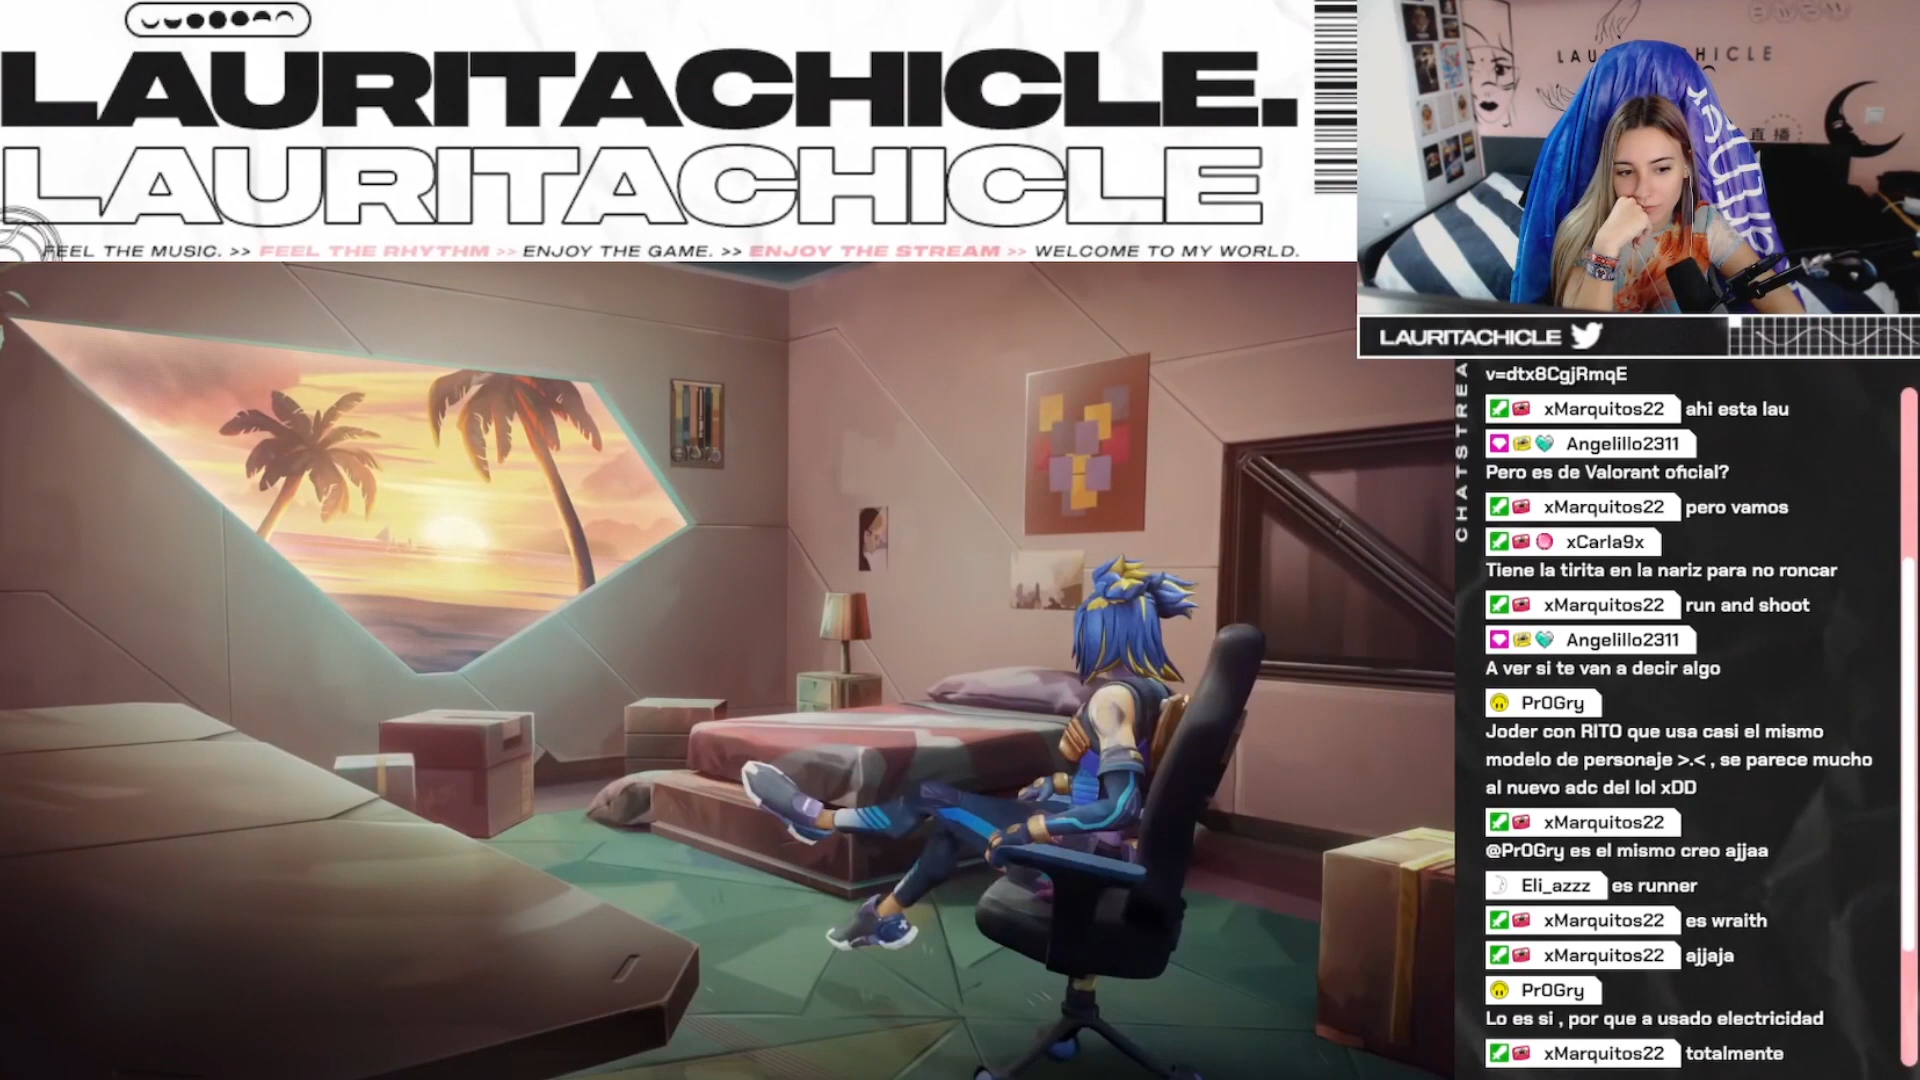 LAURITACHICLE.
LAURITACHICLE
FEEL THE MUSIC. >> FEEL THE RHYTHM >> ENJOY THE GAME. >> ENJOY THE STREAM >> WELCOME TO MY WORLD.
直播
LAURITACHICLE
CHATSTREA
v=dtx8CgjRmqE
xMarquitos22 ahi esta lau
Angelillo2311
Pero es de Valorant oficial?
xMarquitos22 pero vamos
xCarla9x
Tiene la tirita en la nariz para no roncar
xMarquitos22 run and shoot
Angelillo2311
A ver si te van a decir algo
Pr0Gry
Joder con RITO que usa casi el mismo
modelo de personaje >.< , se parece mucho
al nuevo adc del lol xDD
xMarquitos22
@Pr0Gry es el mismo creo ajjaa
Eli_azzz es runner
xMarquitos22 es wraith
xMarquitos22 ajjaja
Pr0Gry
Lo es si , por que a usado electricidad
xMarquitos22 totalmente